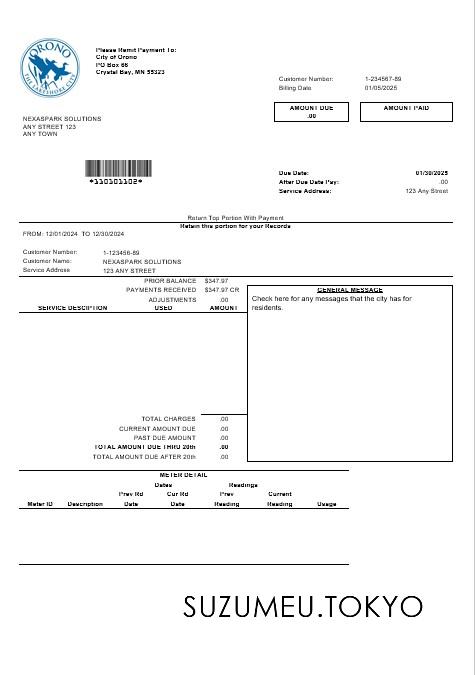 ORONO
THE LAKESHORE CITY
Please Remit Payment To:
City of Orono
PO Box 66
Crystal Bay, MN 55323
Customer Number: 1-234567-89
Billing Date 01/05/2025
AMOUNT DUE AMOUNT PAID
.00
NEXASPARK SOLUTIONS
ANY STREET 123
ANY TOWN
*110101102*
Due Date: 01/30/2025
After Due Date Pay: .00
Service Address: 123 Any Street
Return Top Portion With Payment
Retain this portion for your Records
FROM: 12/01/2024 TO 12/30/2024
Customer Number: 1-123456-89
Customer Name: NEXASPARK SOLUTIONS
Service Address 123 ANY STREET
PRIOR BALANCE $347.97
PAYMENTS RECEIVED $347.97 CR
ADJUSTMENTS .00
SERVICE DESCIPTION USED AMOUNT
GENERAL MESSAGE
Check here for any messages that the city has for
residents.
TOTAL CHARGES .00
CURRENT AMOUNT DUE .00
PAST DUE AMOUNT .00
TOTAL AMOUNT DUE THRU 20th .00
TOTAL AMOUNT DUE AFTER 20th .00
METER DETAIL
Dates Readings
Prev Rd Cur Rd Prev Current
Meter ID Description Date Date Reading Reading Usage
SUZUMEU.TOKYO